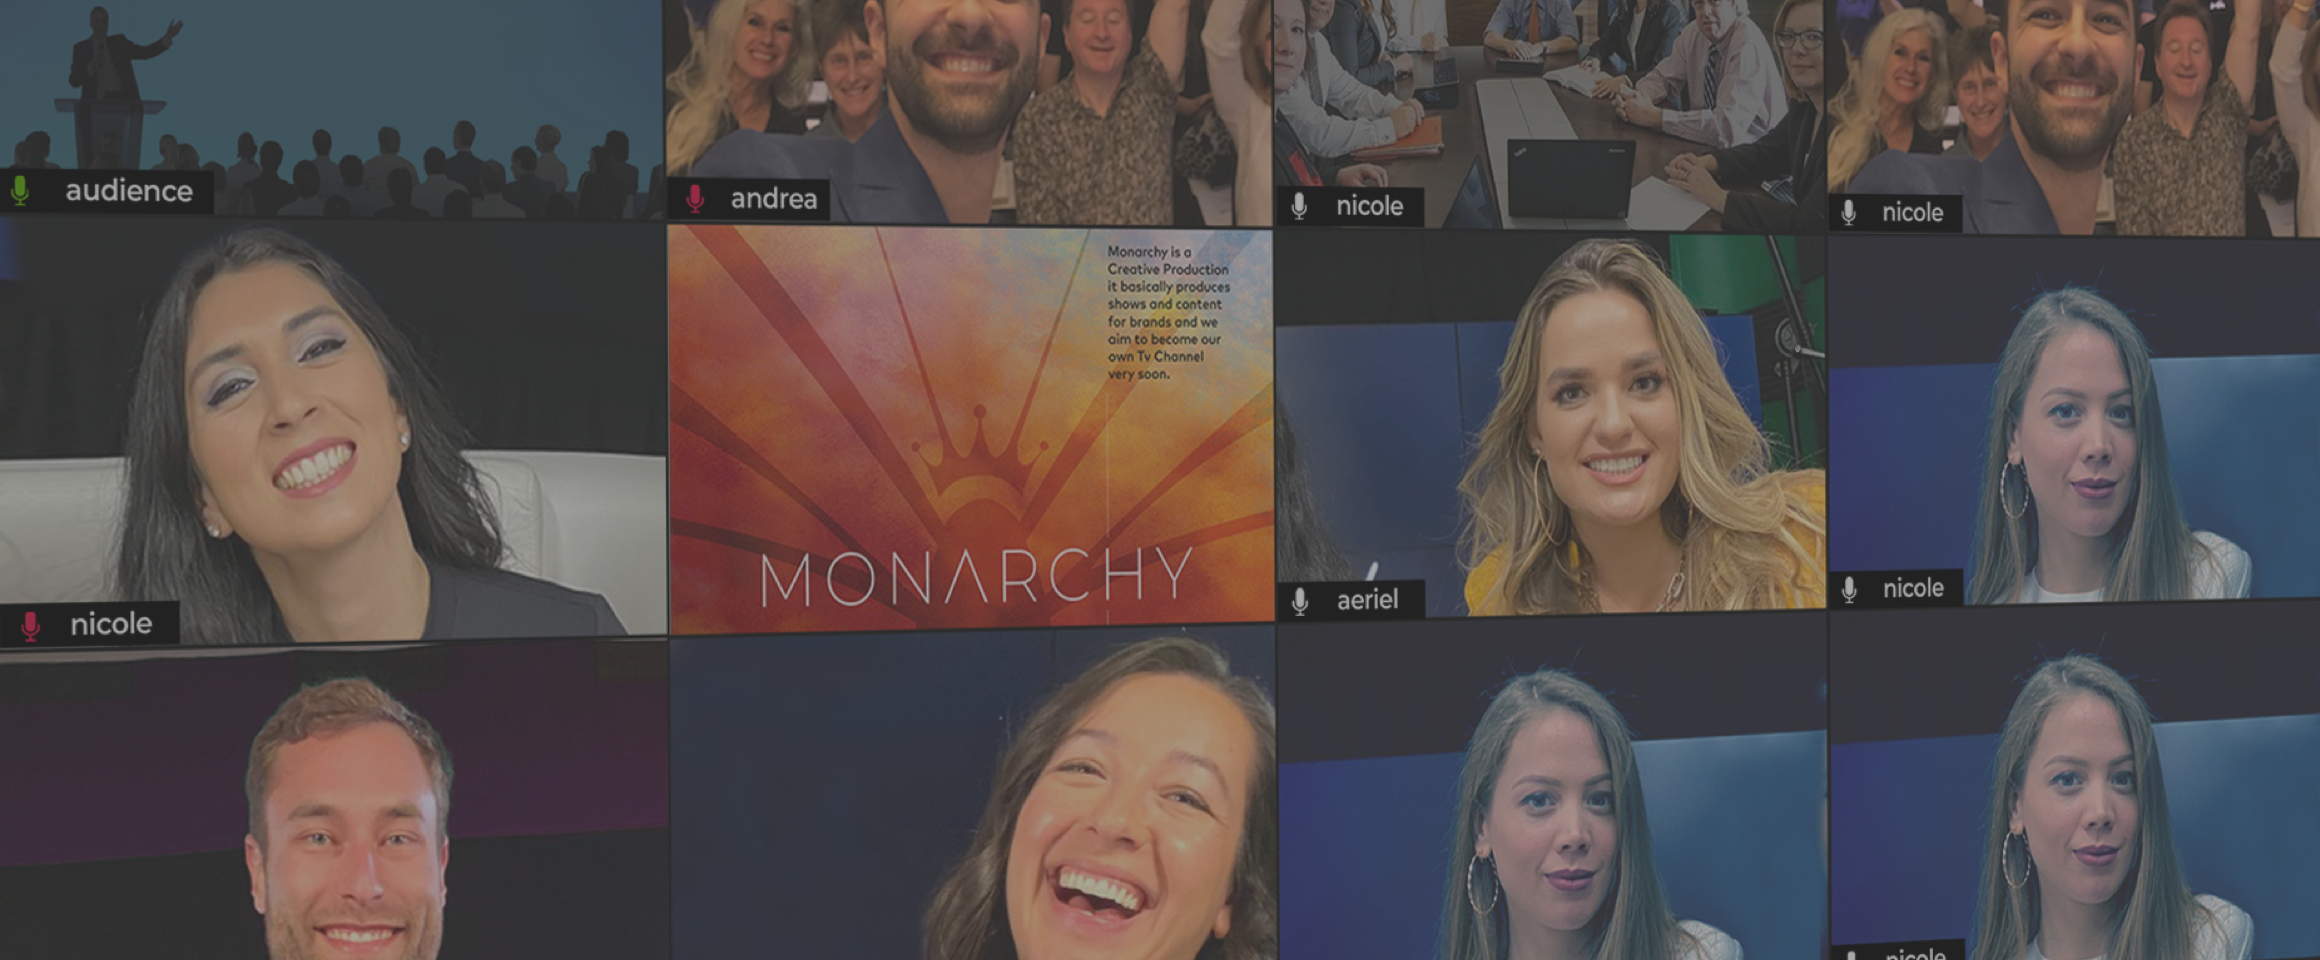 audience
andrea
nicole
nicole
nicole
Monarchy is a
Creative Production
it basically produces
shows and content
for brands and we
aim to become our
own Tv Channel
very soon.
MONARCHY
aeriel
nicole
nicole